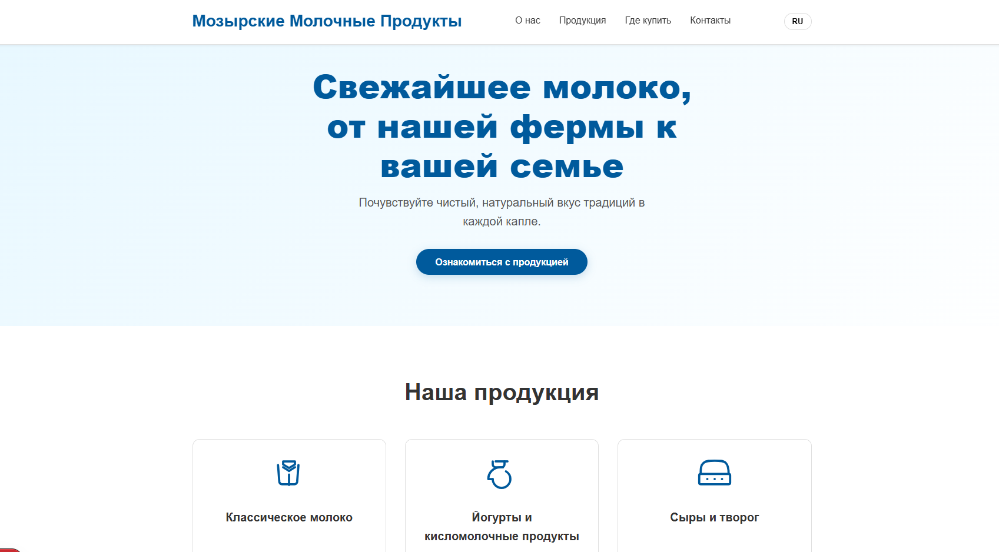 Мозырские Молочные Продукты
О нас
Продукция
Где купить
Контакты
RU
Свежайшее молоко,
от нашей фермы к
вашей семье
Почувствуйте чистый, натуральный вкус традиций в
каждой капле.
Ознакомиться с продукцией
Наша продукция
Классическое молоко
Йогурты и
кисломолочные продукты
Сыры и творог